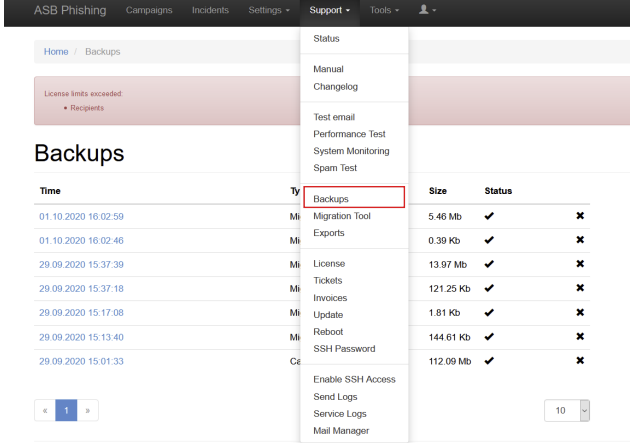 ASB Phishing Campaigns Incidents Settings Support Tools
Home / Backups
License limits exceeded:
Recipients
Backups
Status
Manual
Changelog
Test email
Performance Test
System Monitoring
Spam Test
Backups
Migration Tool
Exports
License
Tickets
Invoices
Update
Reboot
SSH Password
Enable SSH Access
Send Logs
Service Logs
Mail Manager
Time Ty Size Status
01.10.2020 16:02:59 Mi 5.46 Mb
01.10.2020 16:02:46 Mi 0.39 Kb
29.09.2020 15:37:39 Mi 13.97 Mb
29.09.2020 15:37:18 Mi 121.25 Kb
29.09.2020 15:17:08 Mi 1.81 Kb
29.09.2020 15:13:40 Mi 144.61 Kb
29.09.2020 15:01:33 Ca 112.09 Mb
« 1 » 10